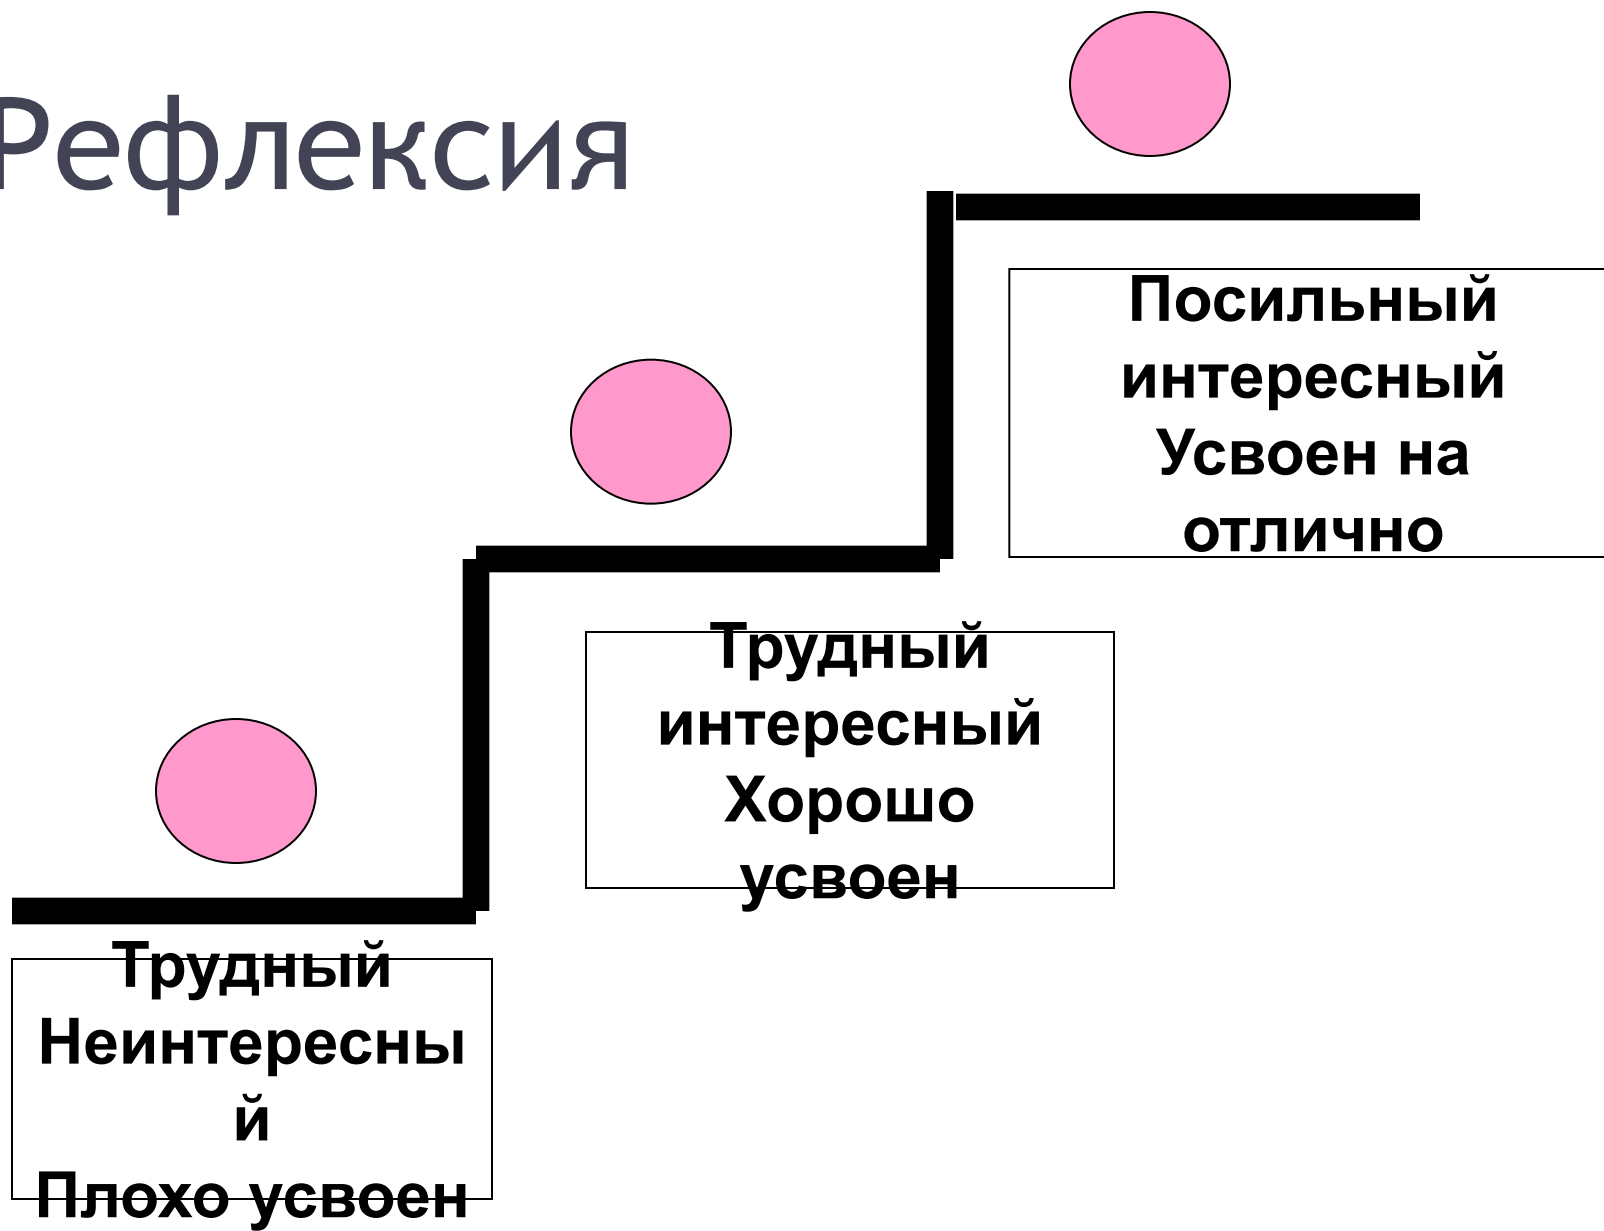 Рефлексия
Посильный
интересный
Усвоен на
отлично
Трудный
интересный
Хорошо
усвоен
Трудный
Неинтересны
й
Плохо усвоен